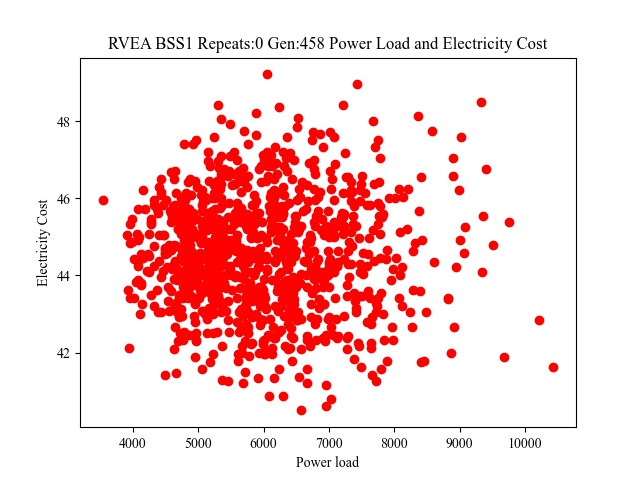 RVEA BSS1 Repeats:0 Gen:458 Power Load and Electricity Cost
Electricity Cost
48
46
44
42
4000 5000 6000 7000 8000 9000 10000
Power load